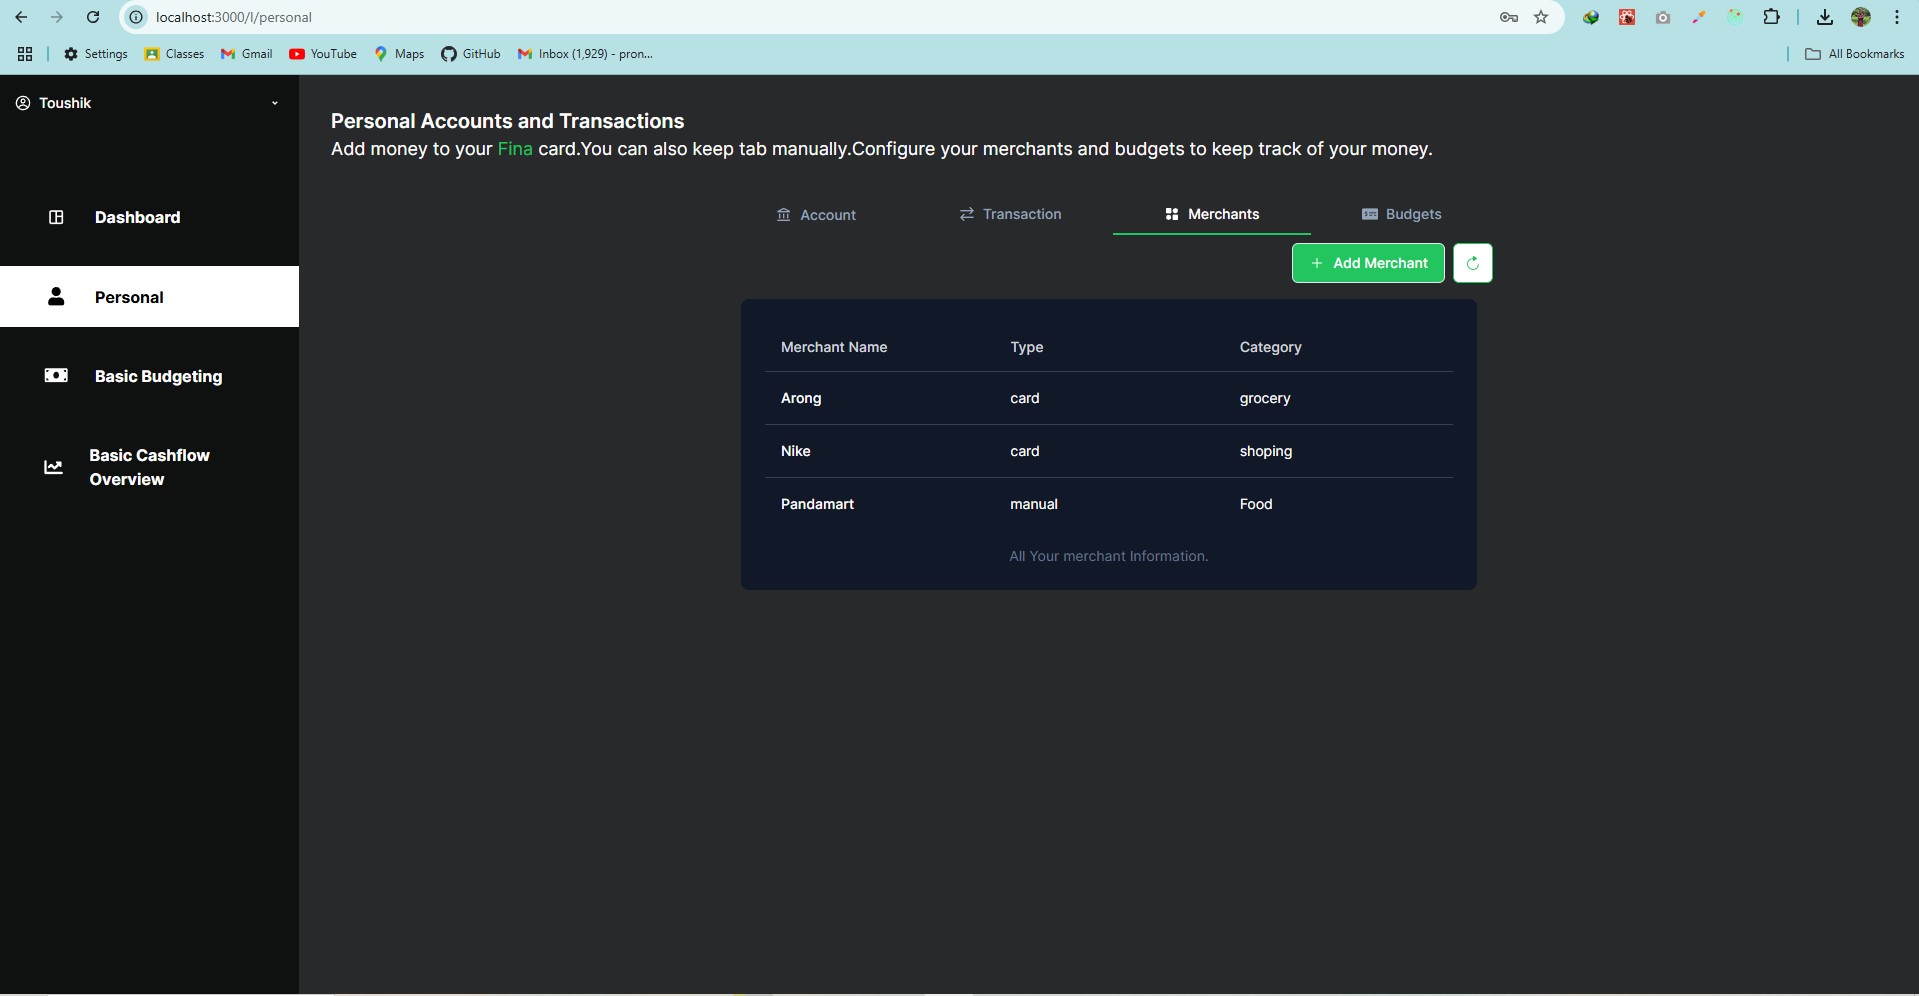 localhost:3000/l/personal
Settings Classes Gmail YouTube Maps GitHub Inbox (1,929) - pron... All Bookmarks
Toustik
Dashboard
Personal
Basic Budgeting
Basic Cashflow
Overview
Personal Accounts and Transactions
Add money to your Fina card.You can also keep tab manually.Configure your merchants and budgets to keep track of your money.
Account Transaction Merchants Budgets
Add Merchant
Merchant Name Type Category
Arong card grocery
Nike card shoping
Pandamart manual Food
All Your merchant Information.